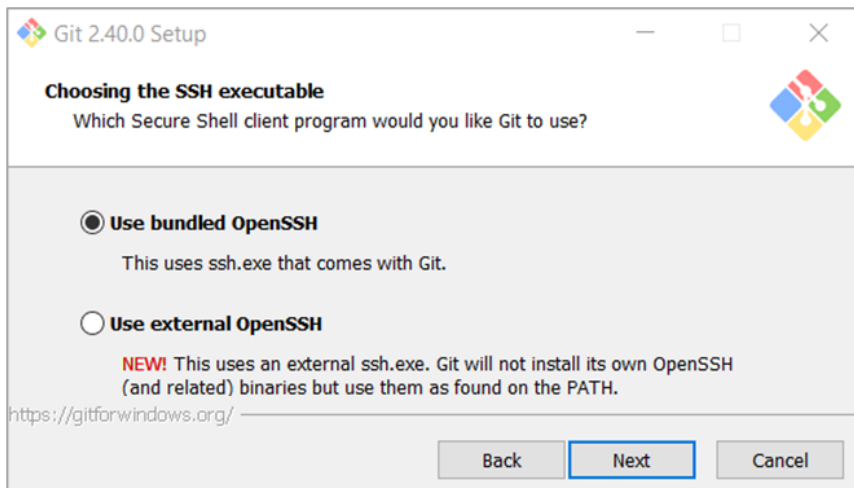 Git 2.40.0 Setup
Choosing the SSH executable
Which Secure Shell client program would you like Git to use?
Use bundled OpenSSH
This uses ssh.exe that comes with Git.
Use external OpenSSH
NEW! This uses an external ssh.exe. Git will not install its own OpenSSH
(and related) binaries but use them as found on the PATH.
https://gitforwindows.org/
Back Next Cancel